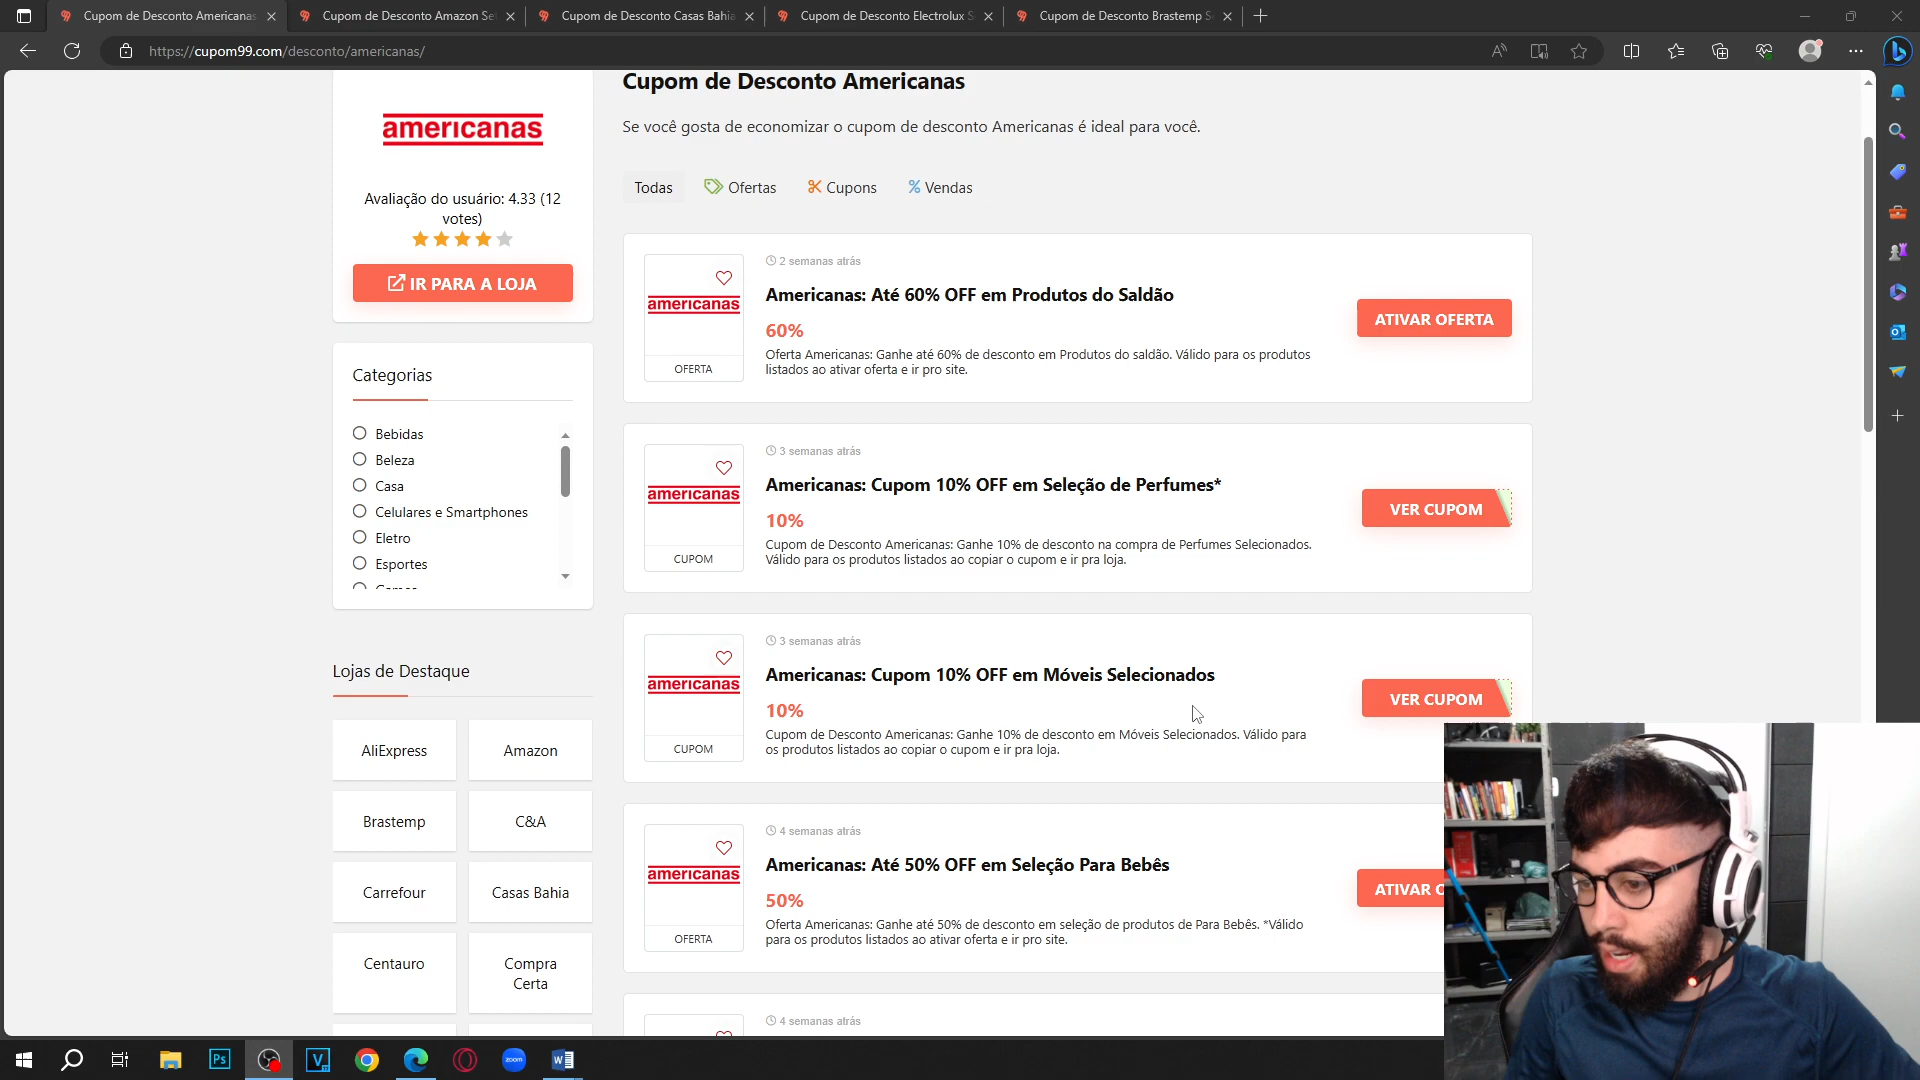 Cupom de Desconto Americanas
Cupom de Desconto Amazon Se
Cupom de Desconto Casas Bahia
Cupom de Desconto Electrolux S
Cupom de Desconto Brastemp S
https://cupom99.com/desconto/americanas/
americanas
Avaliação do usuário: 4.33 (12
votes)
IR PARA A LOJA
Categorias
Bebidas
Beleza
Casa
Celulares e Smartphones
Eletro
Esportes
Lojas de Destaque
AliExpress
Amazon
Brastemp
C&A
Carrefour
Casas Bahia
Centauro
Compra
Certa
Cupom de Desconto Americanas
Se você gosta de economizar o cupom de desconto Americanas é ideal para você.
Todas
Ofertas
Cupons
% Vendas
americanas
OFERTA
2 semanas atrás
Americanas: Até 60% OFF em Produtos do Saldão
60%
Oferta Americanas: Ganhe até 60% de desconto em Produtos do saldão. Válido para os produtos
listados ao ativar oferta e ir pro site.
ATIVAR OFERTA
americanas
CUPOM
3 semanas atrás
Americanas: Cupom 10% OFF em Seleção de Perfumes*
10%
Cupom de Desconto Americanas: Ganhe 10% de desconto na compra de Perfumes Selecionados.
Válido para os produtos listados ao copiar o cupom e ir pra loja.
VER CUPOM
americanas
CUPOM
3 semanas atrás
Americanas: Cupom 10% OFF em Móveis Selecionados
10%
Cupom de Desconto Americanas: Ganhe 10% de desconto em Móveis Selecionados. Válido para
os produtos listados ao copiar o cupom e ir pra loja.
VER CUPOM
americanas
OFERTA
4 semanas atrás
Americanas: Até 50% OFF em Seleção Para Bebês
50%
Oferta Americanas: Ganhe até 50% de desconto em seleção de produtos de Para Bebês. *Válido
para os produtos listados ao ativar oferta e ir pro site.
ATIVAR O
4 semanas atrás
Ps
V
zoom
W